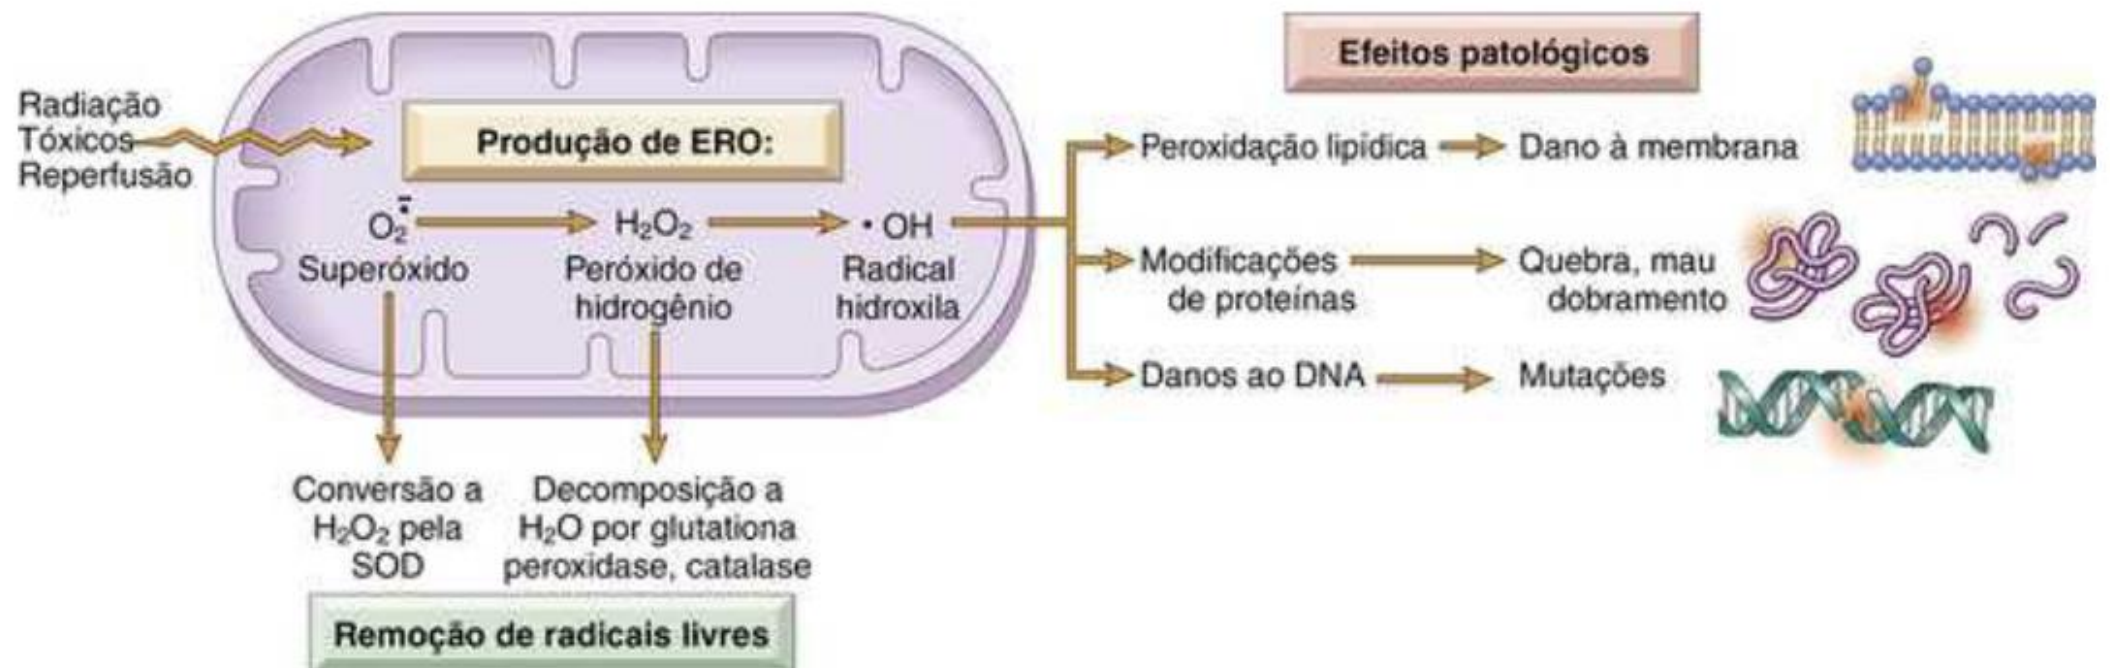 Radiação
Tóxicos
Reperfusão
Produção de ERO:
O₂•̄
H₂O₂
· OH
Superóxido
Peróxido de
hidrogênio
Radical
hidroxila
Conversão a
H₂O₂ pela
SOD
Decomposição a
H₂O por glutationa
peroxidase, catalase
Remoção de radicais livres
Efeitos patológicos
Peroxidação lipídica
Dano à membrana
Modificações
de proteínas
Quebra, mau
dobramento
Danos ao DNA
Mutações